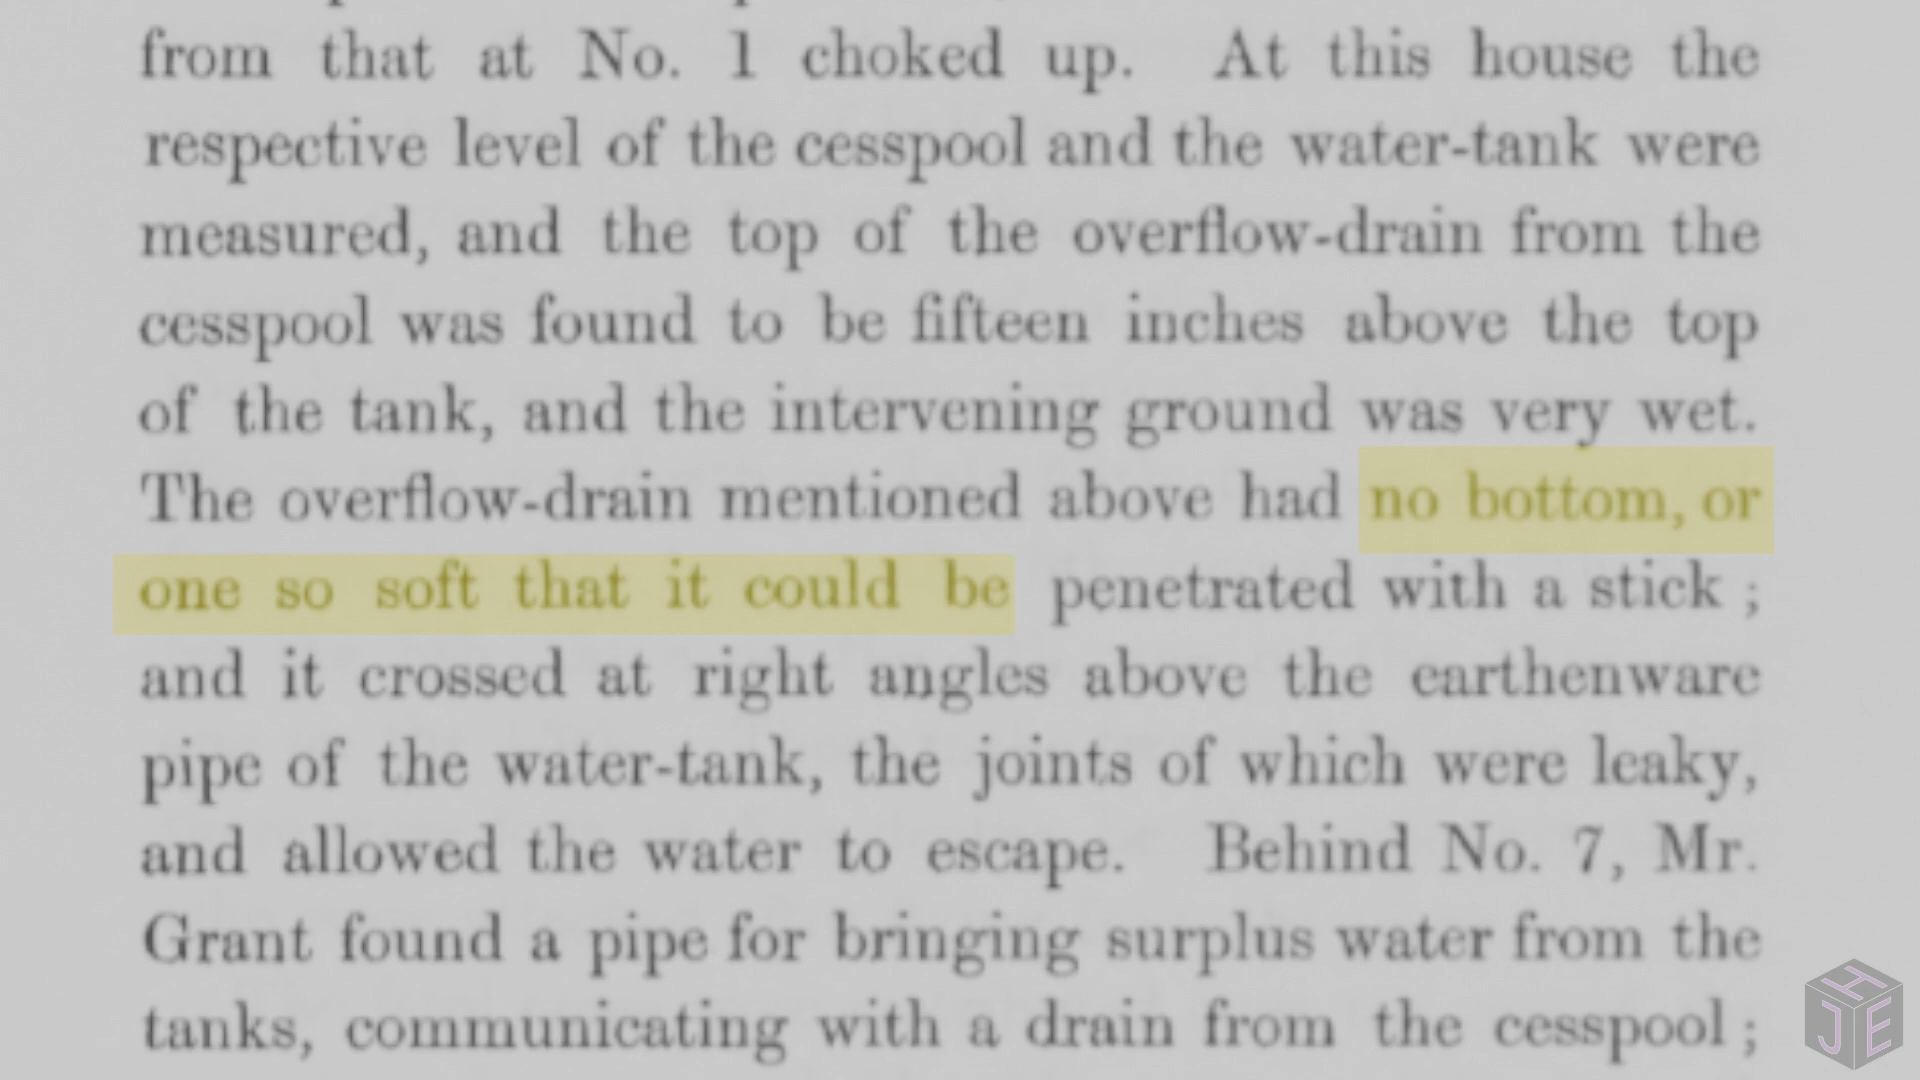 from that at No. 1 choked up. At this house the
respective level of the cesspool and the water-tank were
measured, and the top of the overflow-drain from the
cesspool was found to be fifteen inches above the top
of the tank, and the intervening ground was very wet.
The overflow-drain mentioned above had no bottom, or
one so soft that it could be penetrated with a stick ;
and it crossed at right angles above the earthenware
pipe of the water-tank, the joints of which were leaky,
and allowed the water to escape. Behind No. 7, Mr.
Grant found a pipe for bringing surplus water from the
tanks, communicating with a drain from the cesspool ;
JHE